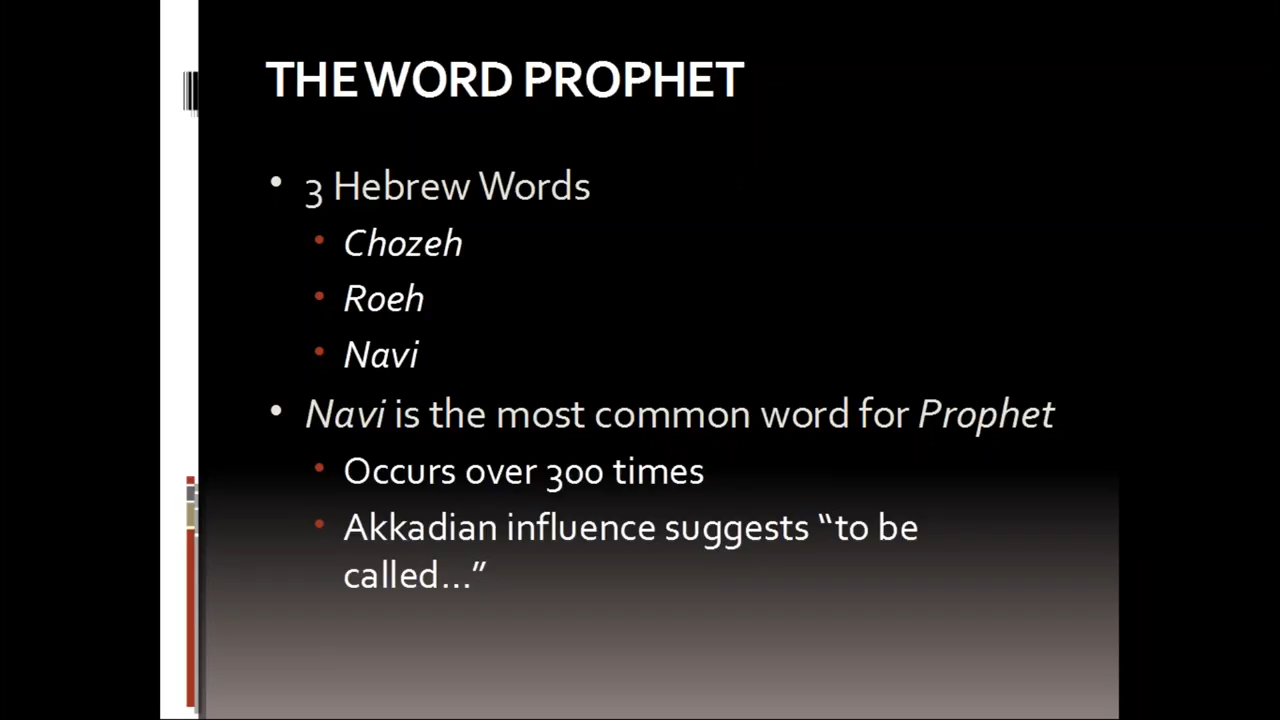 THE WORD PROPHET
• 3 Hebrew Words
• Chozeh
• Roeh
• Navi
• Navi is the most common word for Prophet
• Occurs over 300 times
• Akkadian influence suggests “to be
called…”